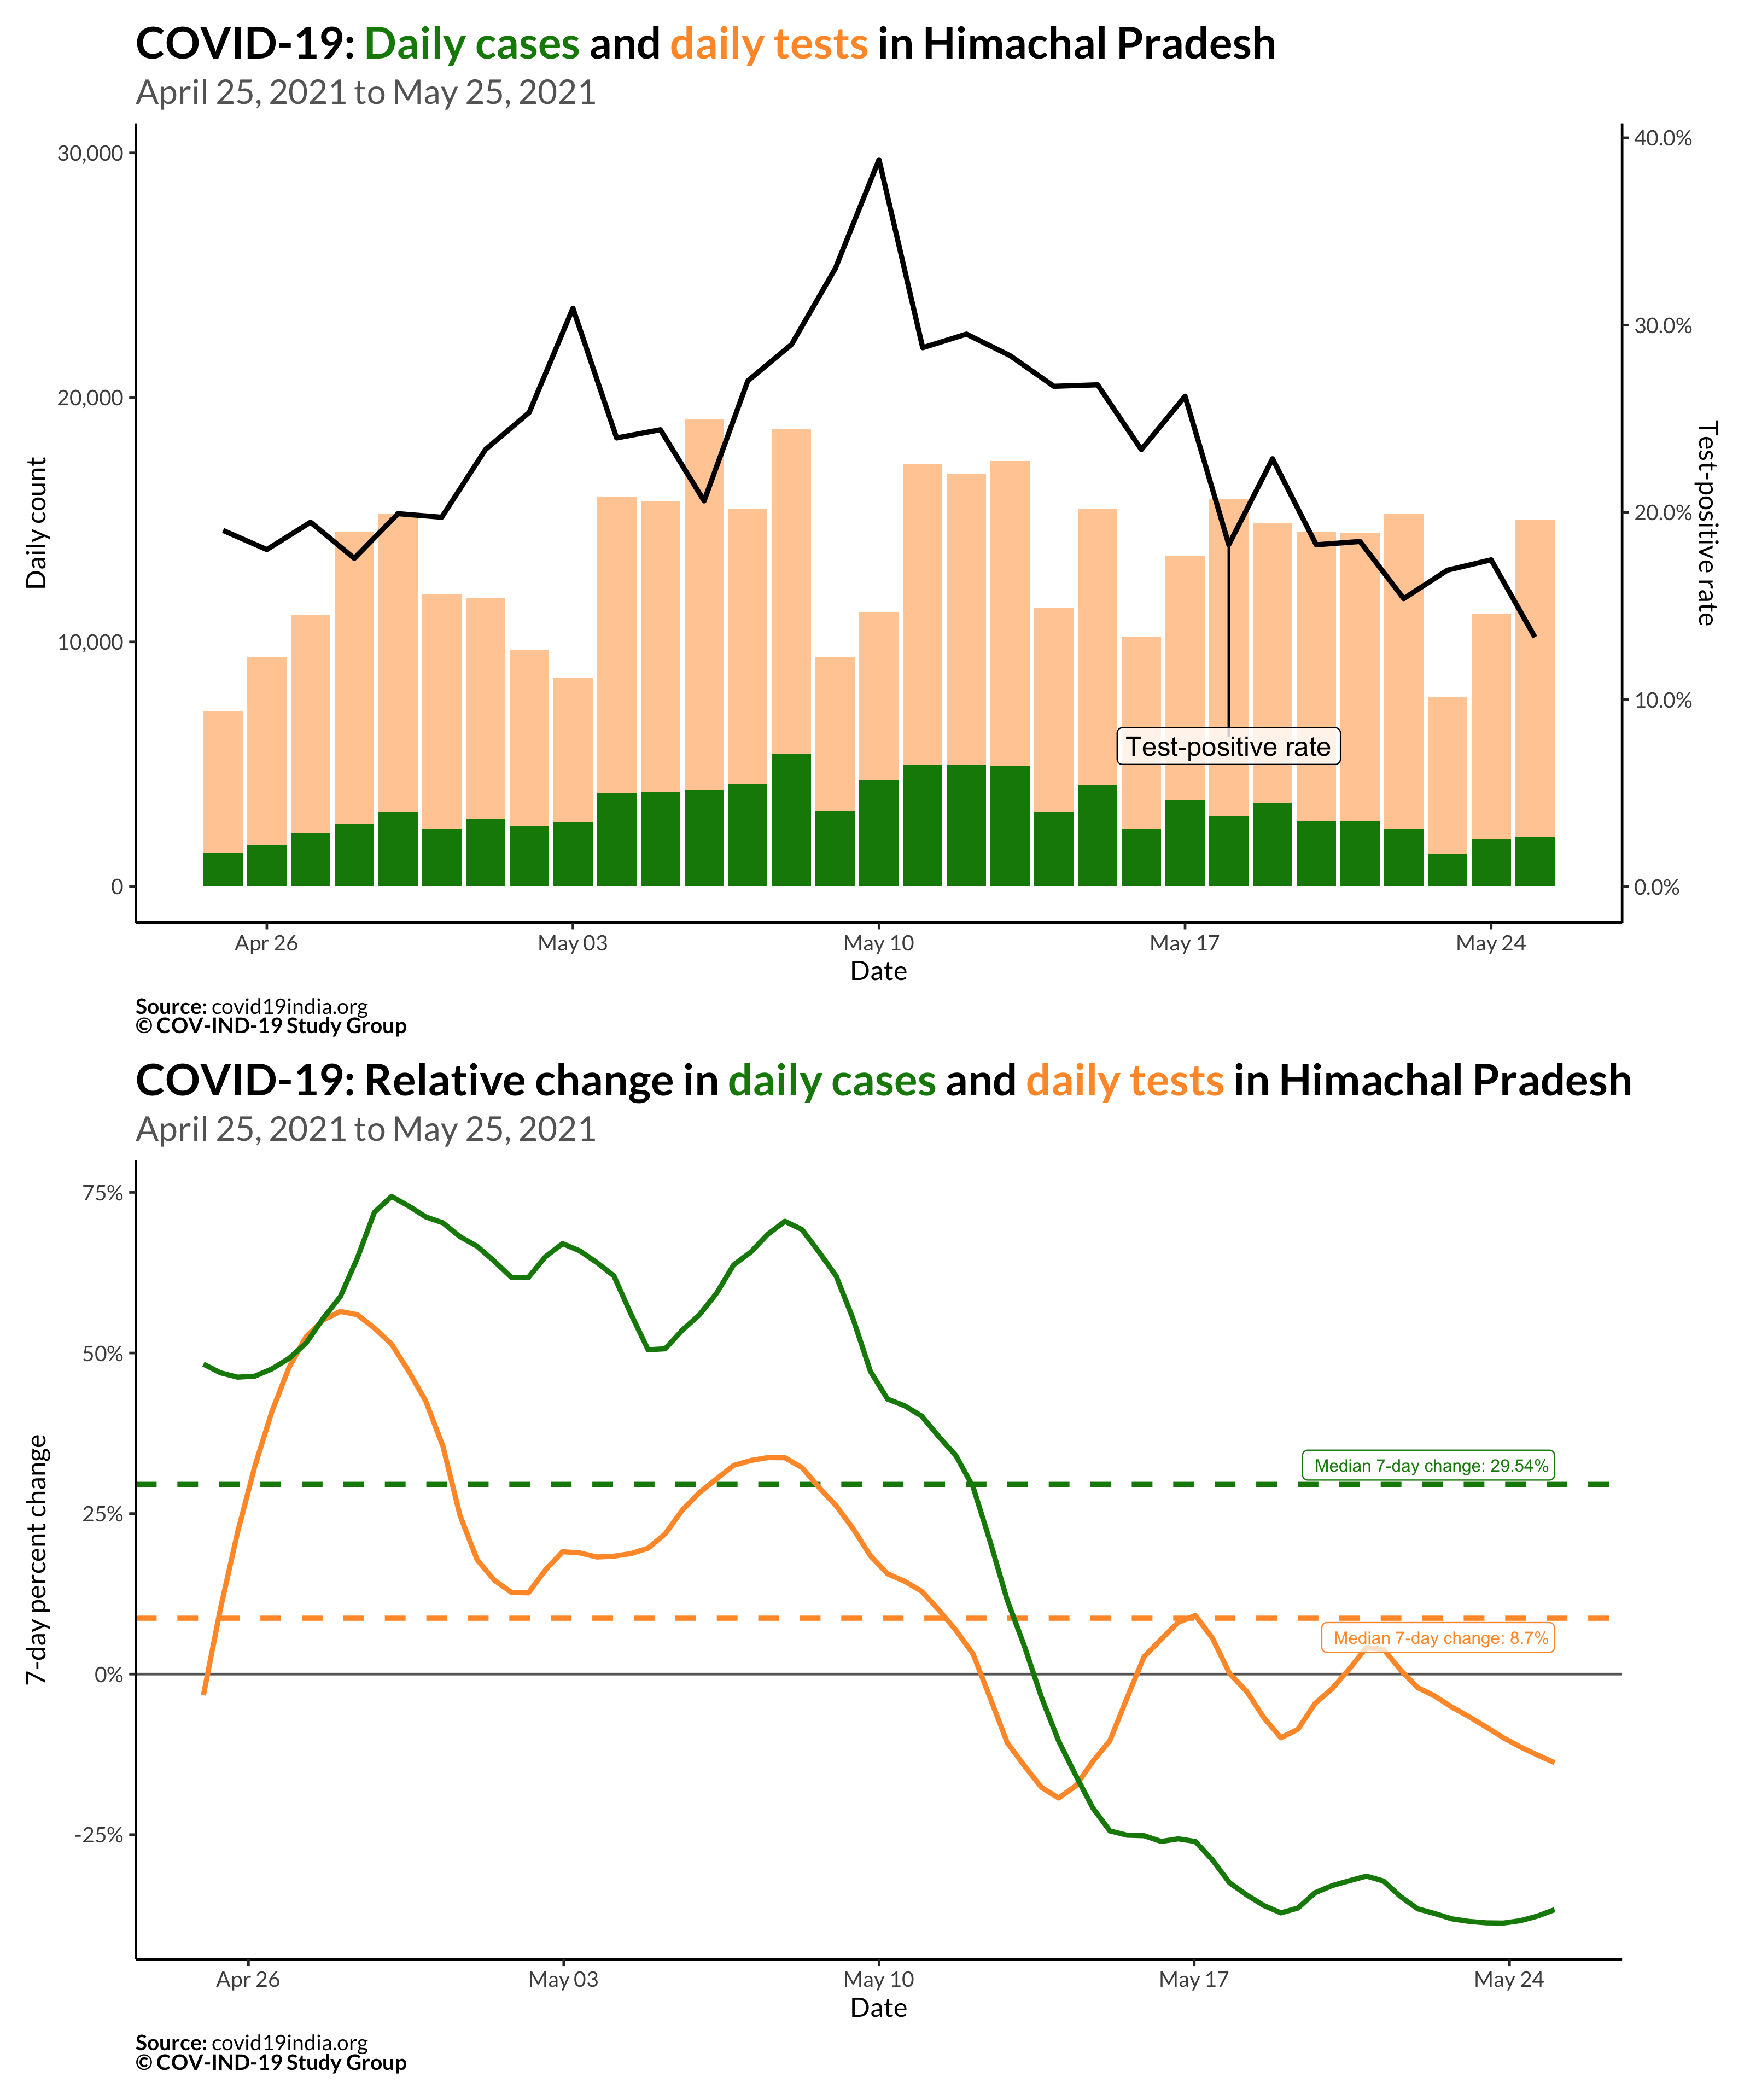 COVID-19: Daily cases and daily tests in Himachal Pradesh
April 25, 2021 to May 25, 2021
30,000
20,000
10,000
0
Daily count
40.0%
30.0%
20.0%
10.0%
0.0%
Test-positive rate
Test-positive rate
Apr 26 May 03 May 10 May 17 May 24
Date
Source: covid19india.org
© COV-IND-19 Study Group
COVID-19: Relative change in daily cases and daily tests in Himachal Pradesh
April 25, 2021 to May 25, 2021
75%
50%
25%
0%
-25%
7-day percent change
Median 7-day change: 29.54%
Median 7-day change: 8.7%
Apr 26 May 03 May 10 May 17 May 24
Date
Source: covid19india.org
© COV-IND-19 Study Group